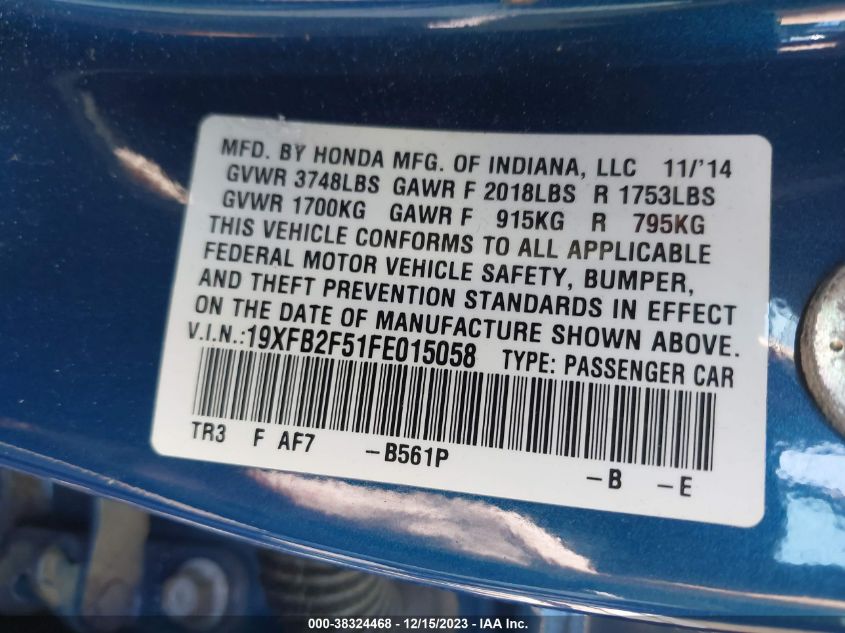 MFD. BY HONDA MFG. OF INDIANA, LLC 11/'14
GVWR 3748LBS GAWR F 2018LBS R 1753LBS
GVWR 1700KG GAWR F 915KG R 795KG
THIS VEHICLE CONFORMS TO ALL APPLICABLE
FEDERAL MOTOR VEHICLE SAFETY, BUMPER,
AND THEFT PREVENTION STANDARDS IN EFFECT
ON THE DATE OF MANUFACTURE SHOWN ABOVE.
V.I.N.:19XFB2F51FE015058 TYPE: PASSENGER CAR
TR3 F AF7 -B561P -B -E
000-38324468 - 12/15/2023 - IAA Inc.